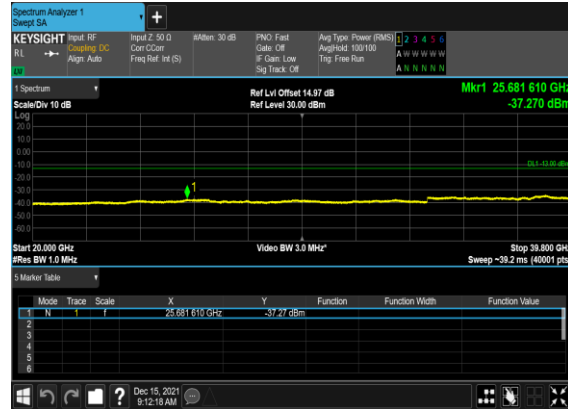 Spectrum Analyzer 1
Swept SA
+
KEYSIGHT Input: RF Input Z: 50 Ω #Atten: 30 dB PNO: Fast Avg Type: Power (RMS) 1 2 3 4 5 6
RL Coupling: DC Corr CCorr Gate: Off Avg|Hold: 100/100 A W W W W W
Align: Auto Freq Ref: Int (S) IF Gain: Low Trig: Free Run
Sig Track: Off A N N N N N
1 Spectrum Ref Lvl Offset 14.97 dB Mkr1 25.681 610 GHz
Scale/Div 10 dB Ref Level 30.00 dBm -37.270 dBm
Log
20.0
10.0
0.00
-10.0
DL1 -13.00 dBm
-20.0
-30.0
1
-40.0
-50.0
-60.0
Start 20.000 GHz Video BW 3.0 MHz* Stop 39.800 GHz
#Res BW 1.0 MHz Sweep ~39.2 ms (40001 pts)
5 Marker Table
Mode Trace Scale X Y Function Function Width Function Value
1 N 1 f 25.681 610 GHz -37.27 dBm
2
3
4
5
6
? Dec 15, 2021
9:12:18 AM